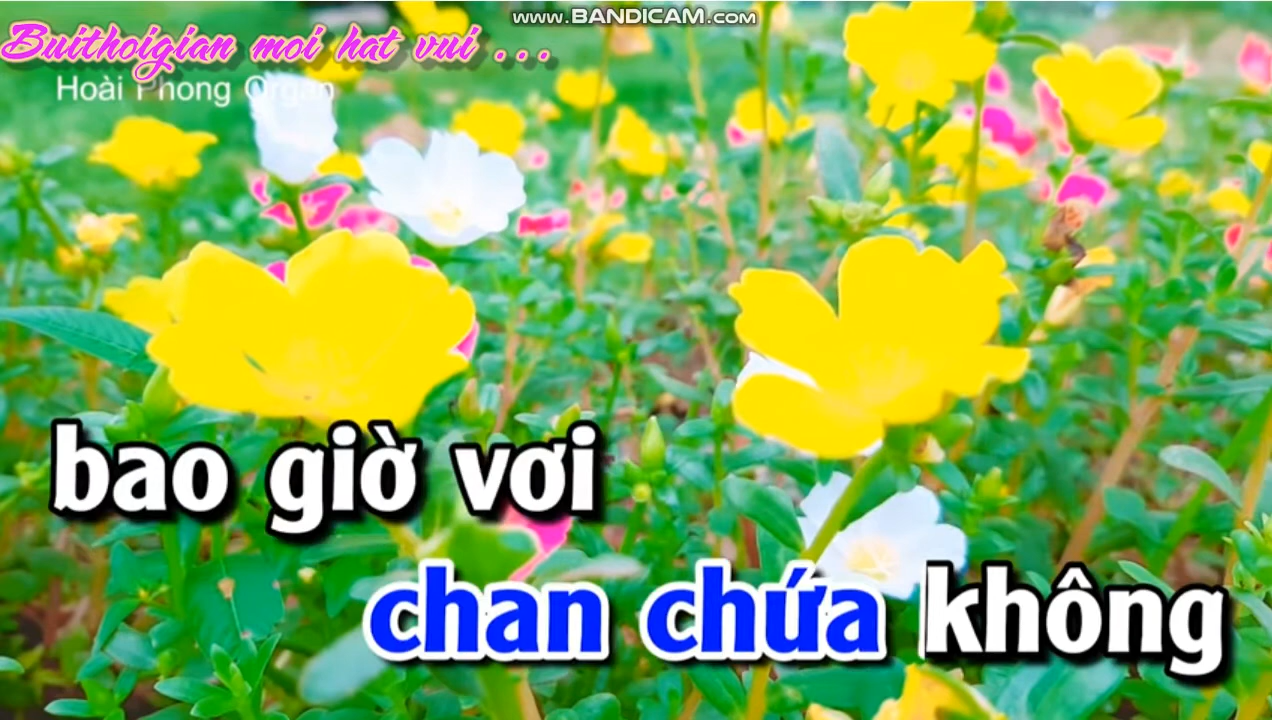 www.BANDICAM.com
Buithoigian moi hat vui ...
Hoài Phong Organ
bao giờ vơi
chan chứa không